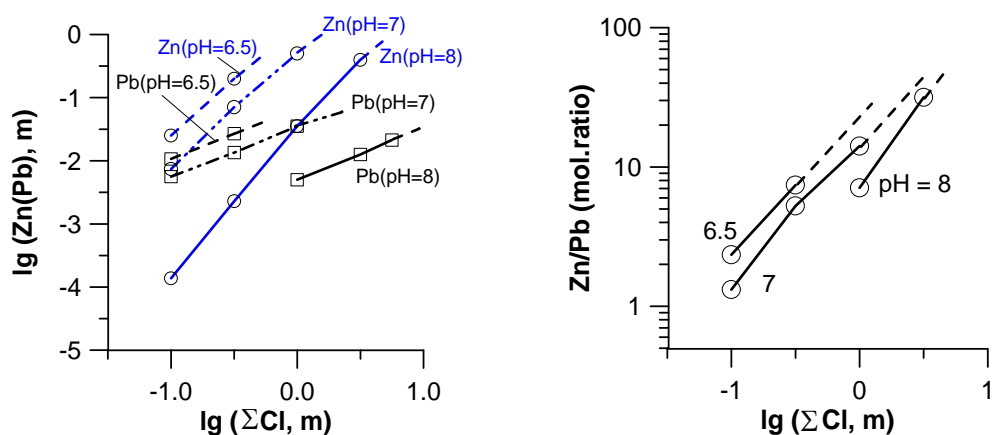 lg (Zn(Pb), m)
-0
-1
-2
-3
-4
-5
Zn(pH=6.5)
Zn(pH=7)
Zn(pH=8)
Pb(pH=6.5)
Pb(pH=7)
Pb(pH=8)
-1.0 0.0 1.0
lg (ΣCl, m)
Zn/Pb (mol.ratio)
100
10
1
6.5
7
pH = 8
-1 0 1
lg (ΣCl, m)